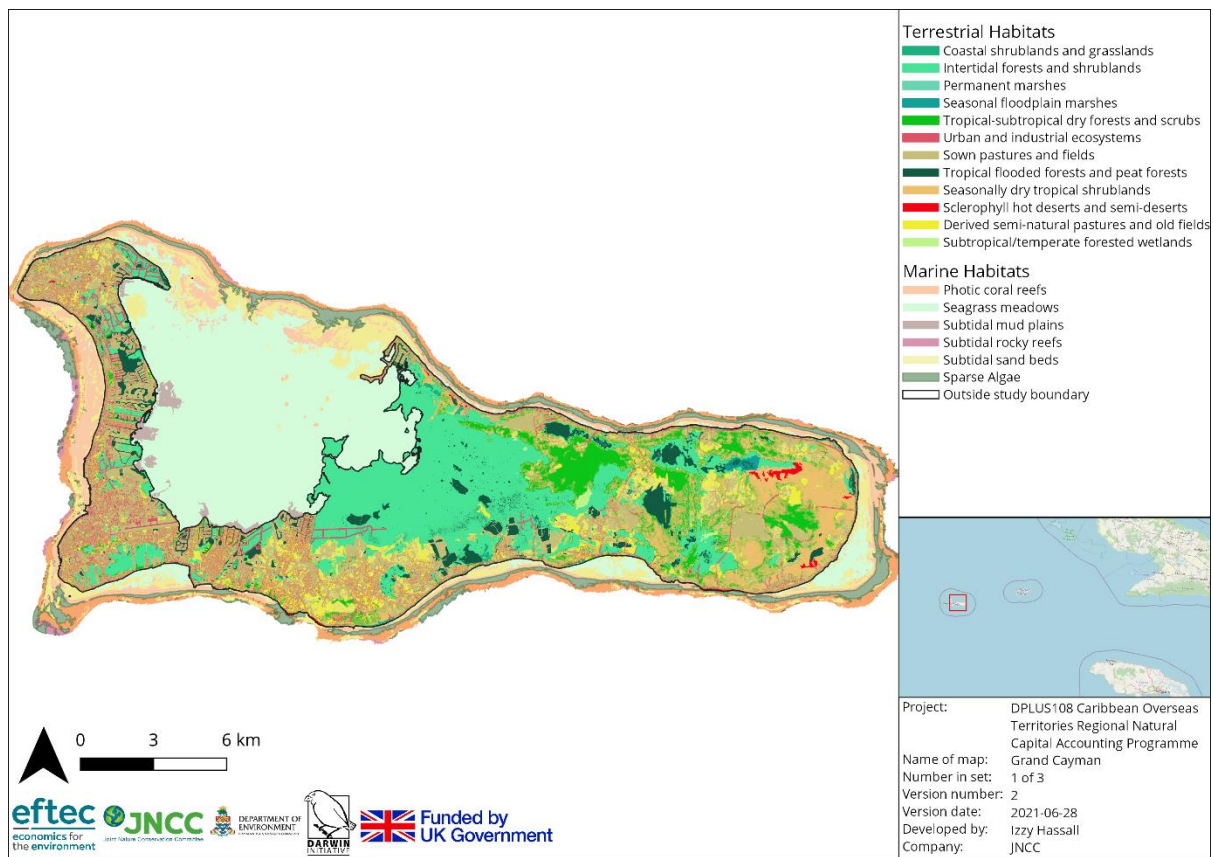 Terrestrial Habitats
Coastal shrublands and grasslands
Intertidal forests and shrublands
Permanent marshes
Seasonal floodplain marshes
Tropical-subtropical dry forests and scrubs
Urban and industrial ecosystems
Sown pastures and fields
Tropical flooded forests and peat forests
Seasonally dry tropical shrublands
Sclerophyll hot deserts and semi-deserts
Derived semi-natural pastures and old fields
Subtropical/temperate forested wetlands
Marine Habitats
Photic coral reefs
Seagrass meadows
Subtidal mud plains
Subtidal rocky reefs
Subtidal sand beds
Sparse Algae
Outside study boundary
Project: DPLUS108 Caribbean Overseas
Territories Regional Natural
Capital Accounting Programme
Name of map: Grand Cayman
Number in set: 1 of 3
Version number: 2
Version date: 2021-06-28
Developed by: Izzy Hassall
Company: JNCC
0 3 6 km
eftec
economics for
the environment
JNCC
Joint Nature Conservation Committee
DEPARTMENT OF
ENVIRONMENT
DARWIN
INITIATIVE
Funded by
UK Government